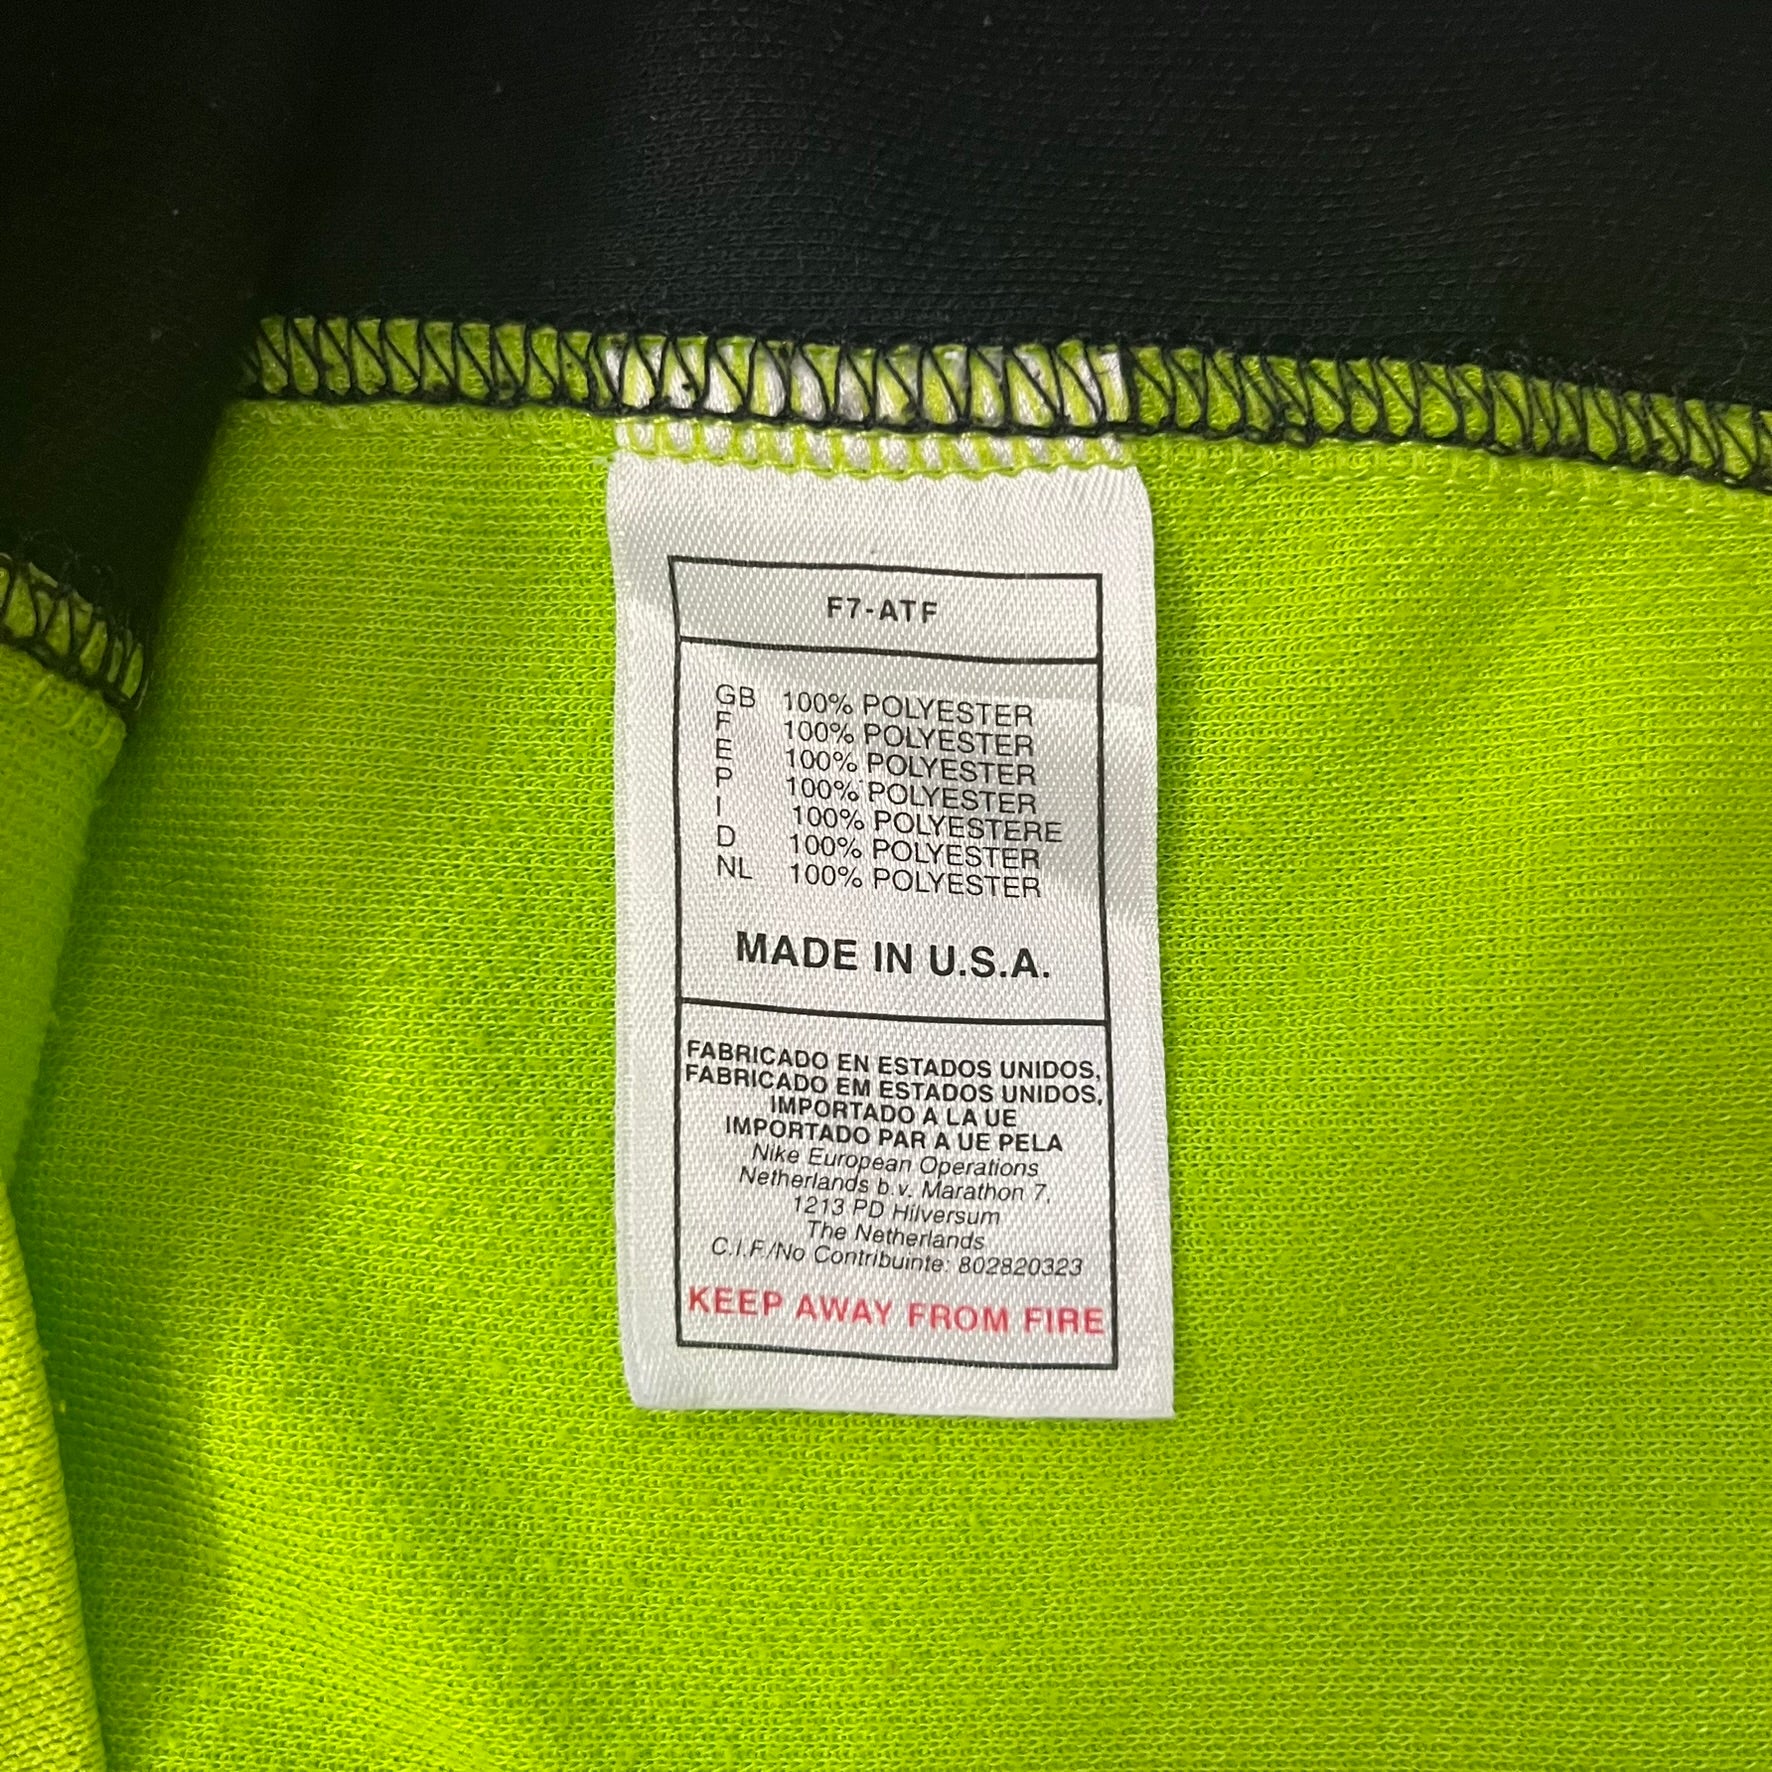 F7-ATF
GB 100% POLYESTER
F 100% POLYESTER
E 100% POLYESTER
P 100% POLYESTER
I 100% POLYESTERE
D 100% POLYESTER
NL 100% POLYESTER
MADE IN U.S.A.
FABRICADO EN ESTADOS UNIDOS,
FABRICADO EM ESTADOS UNIDOS,
IMPORTADO A LA UE
IMPORTADO PAR A UE PELA
Nike European Operations
Netherlands b.v. Marathon 7,
1213 PD Hilversum
The Netherlands
C.I.F./No Contribuinte: 802820323
KEEP AWAY FROM FIRE